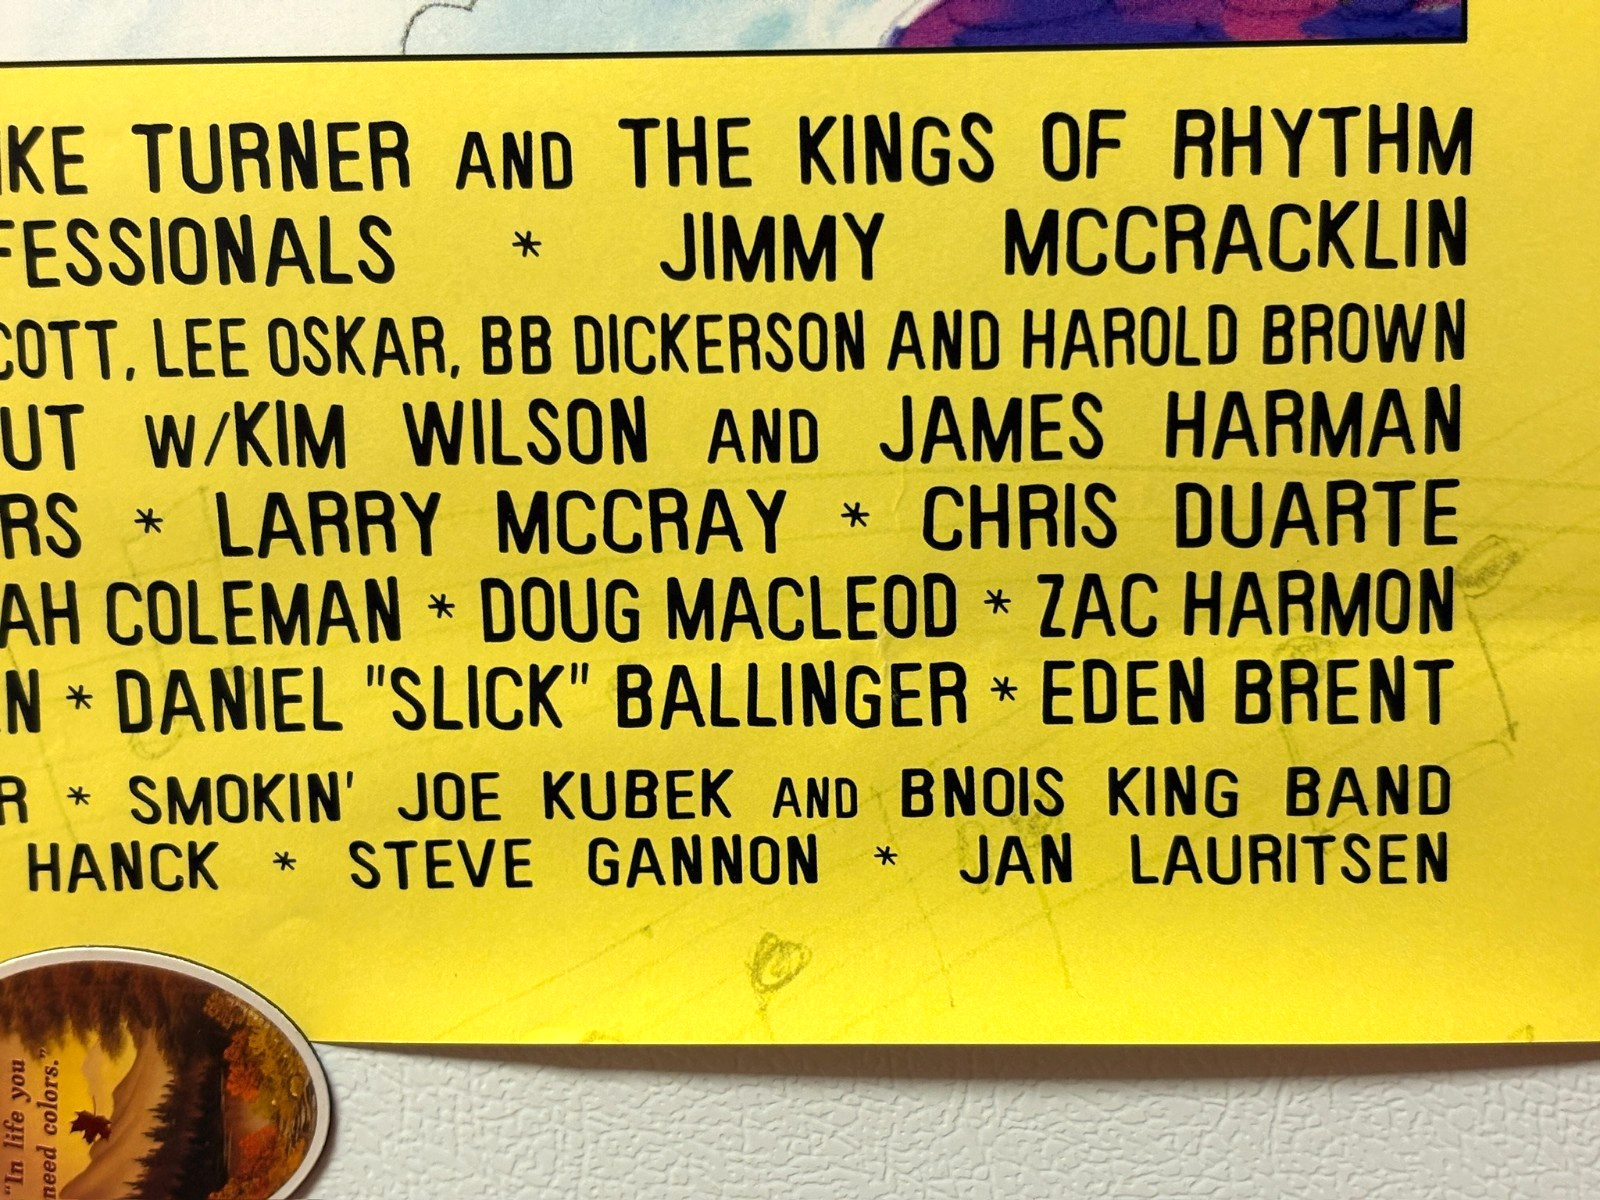 IKE TURNER AND THE KINGS OF RHYTHM
FESSIONALS * JIMMY MCCRACKLIN
COTT, LEE OSKAR, BB DICKERSON AND HAROLD BROWN
UT W/KIM WILSON AND JAMES HARMAN
RS * LARRY MCCRAY * CHRIS DUARTE
AH COLEMAN * DOUG MACLEOD * ZAC HARMON
N * DANIEL "SLICK" BALLINGER * EDEN BRENT
R * SMOKIN' JOE KUBEK AND BNOIS KING BAND
HANCK * STEVE GANNON * JAN LAURITSEN
"In life you
need colors."